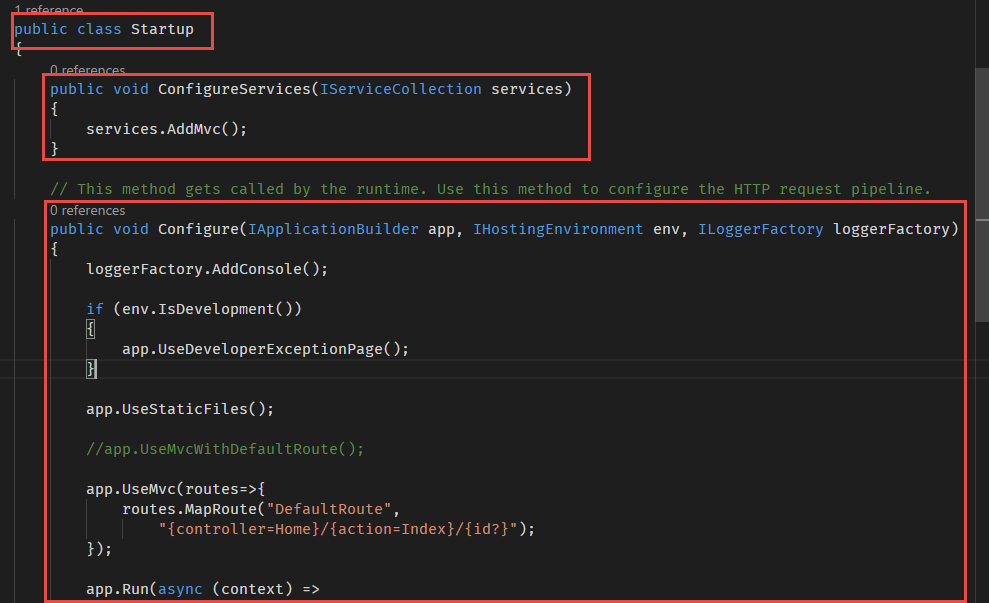 1 reference
public class Startup
{
0 references
public void ConfigureServices(IServiceCollection services)
{
services.AddMvc();
}
// This method gets called by the runtime. Use this method to configure the HTTP request pipeline.
0 references
public void Configure(IApplicationBuilder app, IHostingEnvironment env, ILoggerFactory loggerFactory)
{
loggerFactory.AddConsole();
if (env.IsDevelopment())
{
app.UseDeveloperExceptionPage();
}
app.UseStaticFiles();
//app.UseMvcWithDefaultRoute();
app.UseMvc(routes=>{
routes.MapRoute("DefaultRoute",
"{controller=Home}/{action=Index}/{id?}");
});
app.Run(async (context) =>